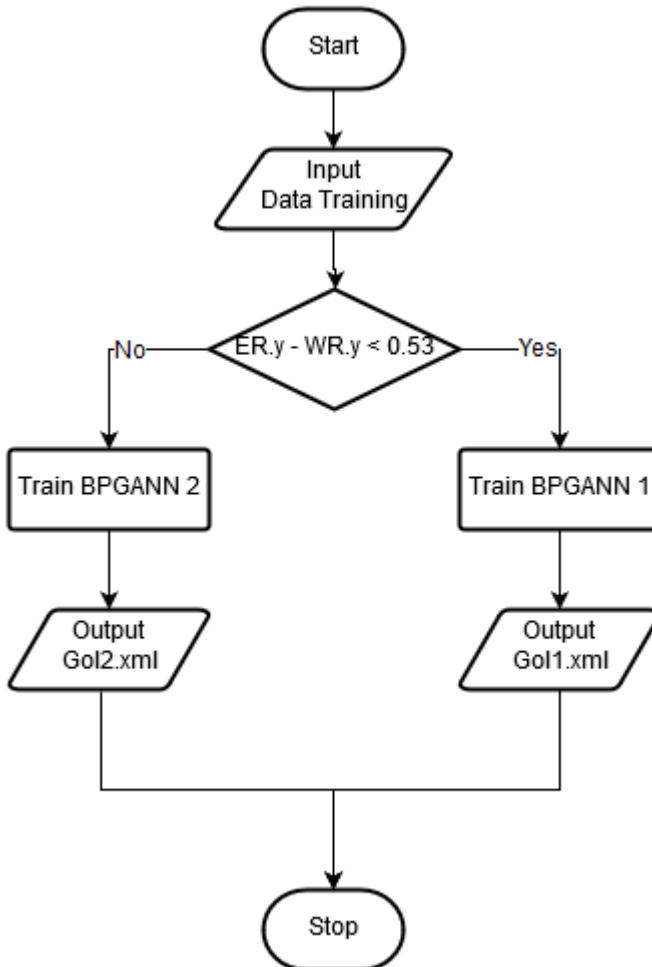 Start
Input
Data Training
ER.y - WR.y < 0.53
No
Yes
Train BPGANN 2
Train BPGANN 1
Output
Gol2.xml
Output
Gol1.xml
Stop